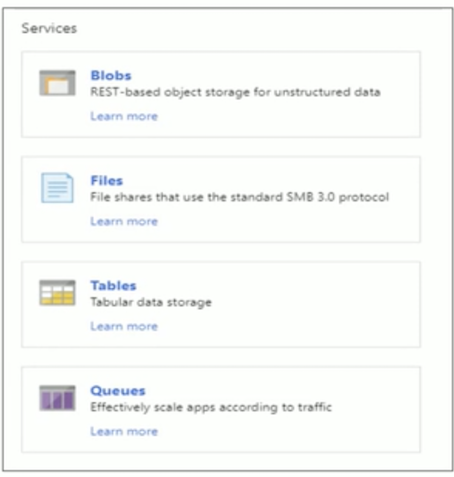 Services
Blobs
REST-based object storage for unstructured data
Learn more
Files
File shares that use the standard SMB 3.0 protocol
Learn more
Tables
Tabular data storage
Learn more
Queues
Effectively scale apps according to traffic
Learn more